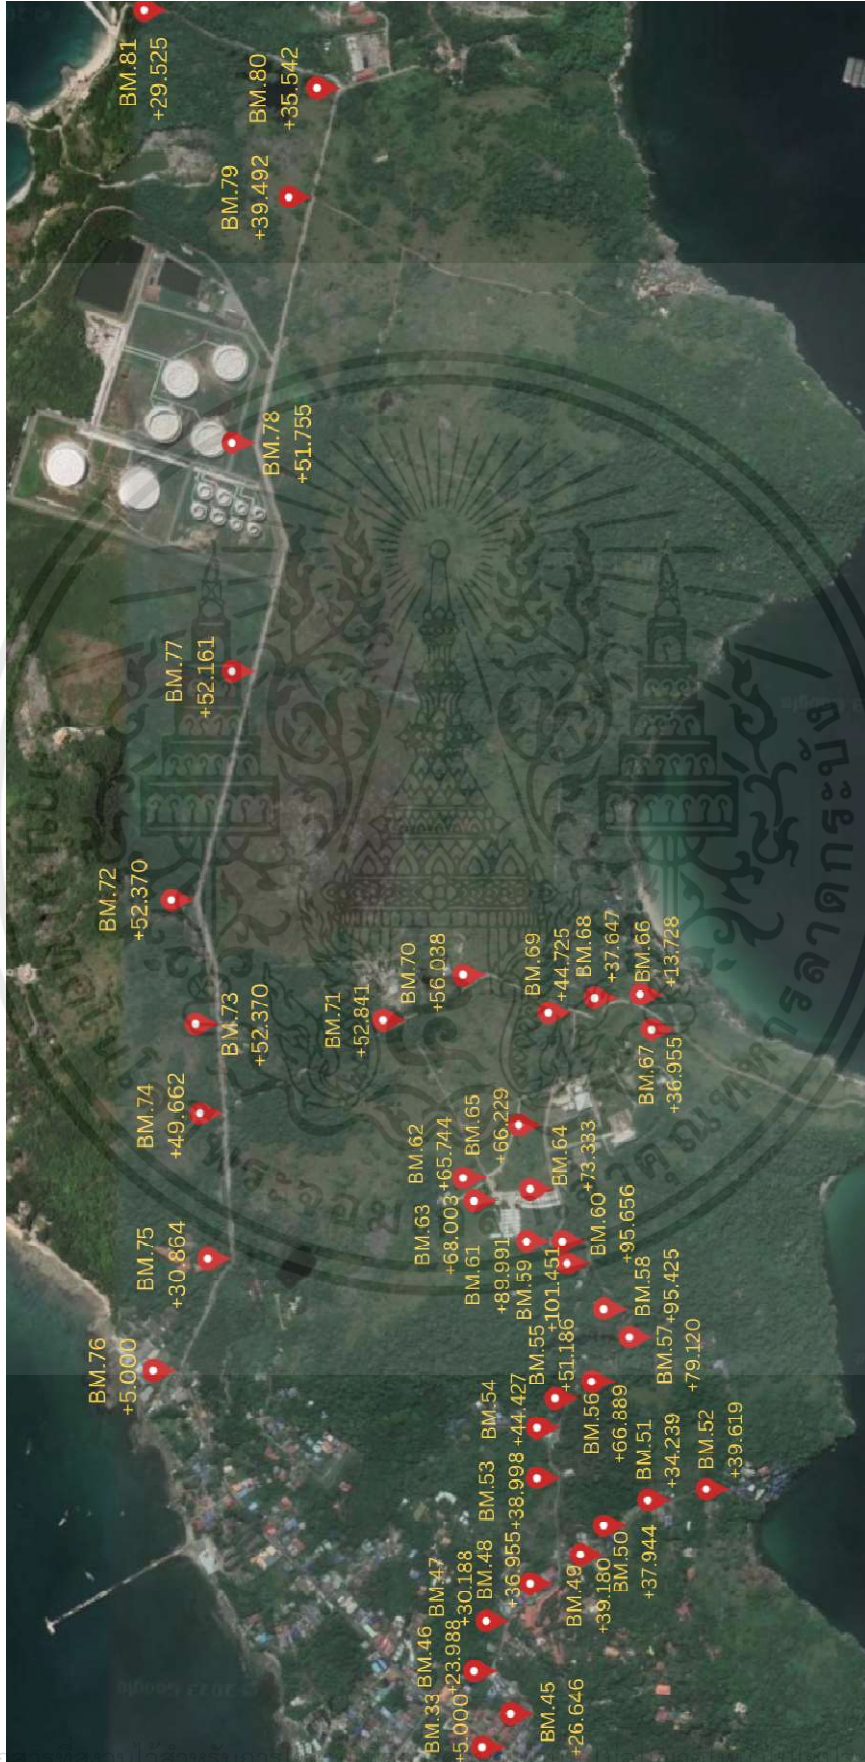 BM.81
+29.525
BM.80
+35.542
BM.79
+39.492
BM.78
+51.755
BM.77
+52.161
BM.72
+52.370
BM.73
+52.370
BM.74
+49.662
BM.75
+30.864
BM.76
+5.000
BM.71
+52.841
BM.70
+56.038
BM.69
+44.725
BM.68
+37.647
BM.66
+13.728
BM.67
+36.955
BM.62
+65.744
BM.65
+66.229
BM.63
+68.003
BM.64
+73.333
BM.61
+89.991
BM.60
+95.656
BM.59
+101.451
BM.58
+95.425
BM.57
+79.120
BM.55
+51.186
BM.56
+66.889
BM.54
+44.427
BM.53
+38.998
BM.51
+34.239
BM.52
+39.619
BM.50
+37.944
BM.49
+39.180
BM.48
+36.955
BM.47
+30.188
BM.46
+23.988
BM.45
+26.646
BM.33
+5.000